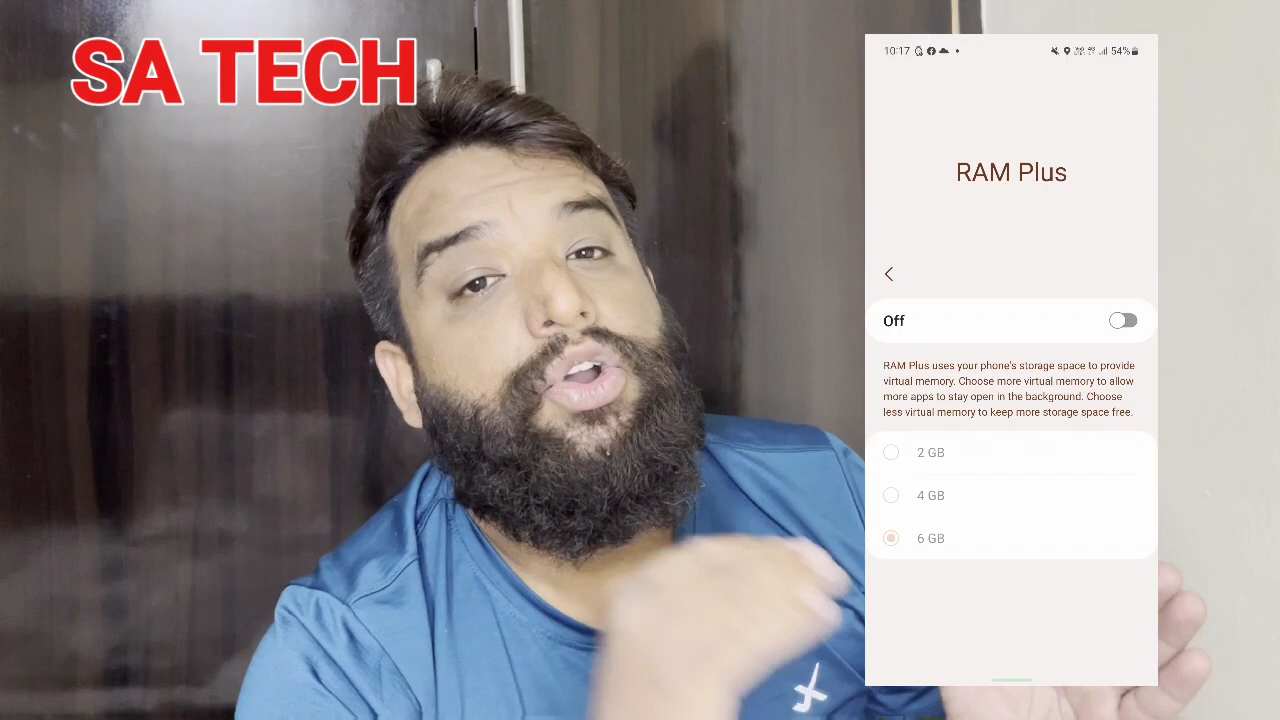 SA TECH
10:17
54%
RAM Plus
Off
RAM Plus uses your phone's storage space to provide
virtual memory. Choose more virtual memory to allow
more apps to stay open in the background. Choose
less virtual memory to keep more storage space free.
2 GB
4 GB
6 GB